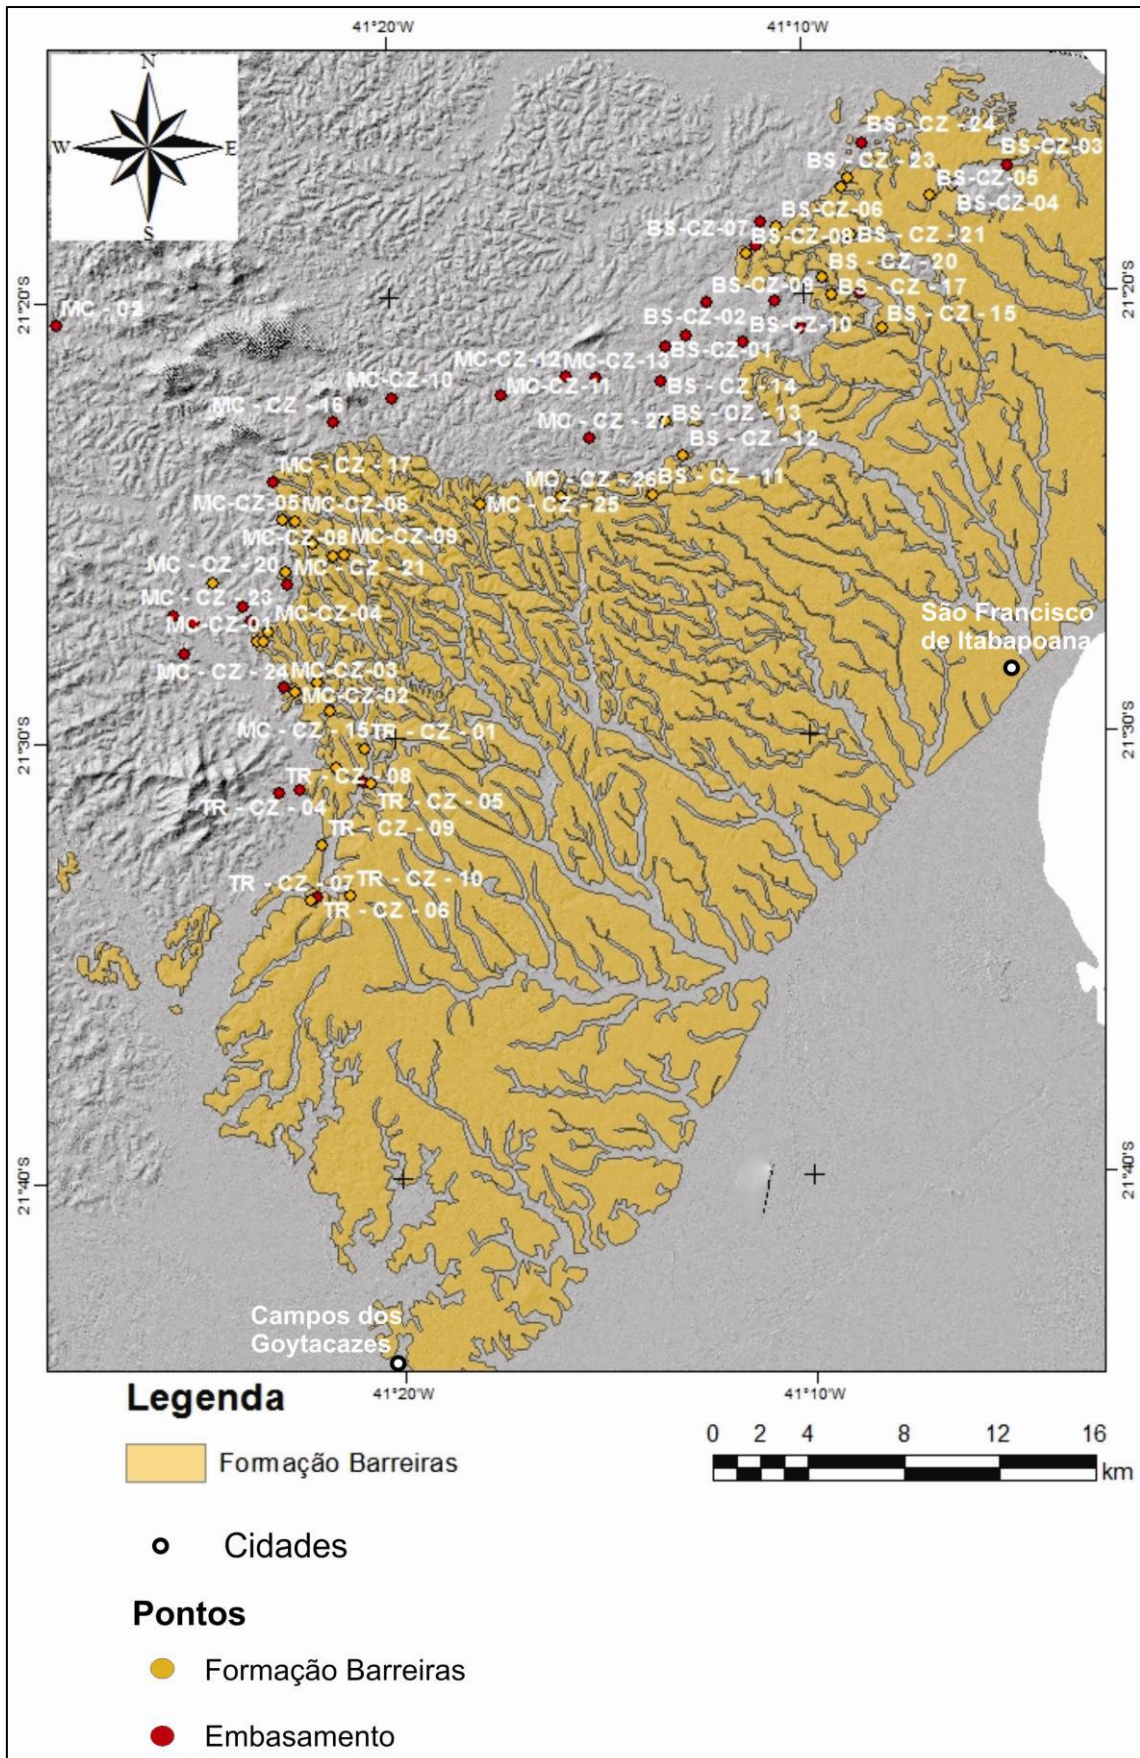 41°20'W
41°10'W
N
W
E
S
21°20'S
21°20'S
BS - CZ - 24
BS-CZ-03
BS - CZ - 23
BS-CZ-05
BS-CZ-04
BS-CZ-06
BS-CZ-07
BS-CZ-08
BS - CZ - 21
BS - CZ - 20
BS-CZ-09
BS - CZ - 17
MC - 02
BS-CZ-02
BS-CZ-10
BS - CZ - 15
BS-CZ-01
MC-CZ-12
MC-CZ-13
MC-CZ-10
MC-CZ-11
BS - CZ - 14
MC - CZ - 16
MC - CZ - 27
BS - CZ - 13
BS - CZ - 12
MC - CZ - 17
MC - CZ - 26
BS - CZ - 11
MC-CZ-05
MC-CZ-06
MC - CZ - 25
MC-CZ-08
MC-CZ-09
MC - CZ - 20
MC - CZ - 21
MC - CZ - 23
MC-CZ-04
MC-CZ-01
São Francisco
de Itabapoana
MC - CZ - 24
MC-CZ-03
MC-CZ-02
MC - CZ - 15
TR - CZ - 01
21°30'S
21°30'S
TR - CZ - 08
TR - CZ - 04
TR - CZ - 05
TR - CZ - 09
TR - CZ - 07
TR - CZ - 10
TR - CZ - 06
21°40'S
21°40'S
Campos dos
Goytacazes
41°20'W
41°10'W
Legenda
Formação Barreiras
0 2 4 8 12 16
km
Cidades
Pontos
Formação Barreiras
Embasamento